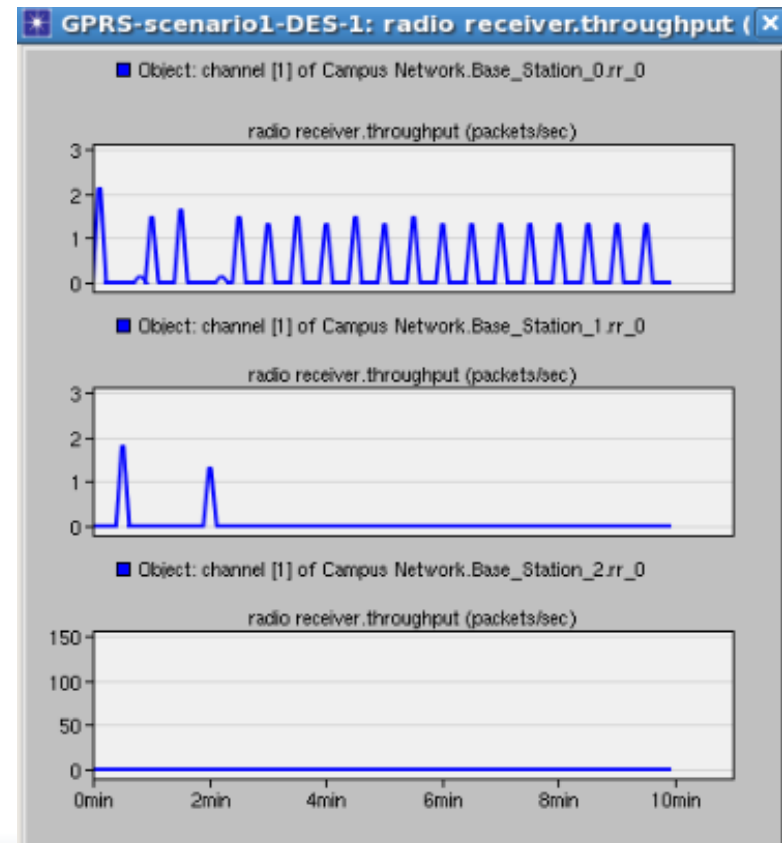 GPRS-scenario1-DES-1: radio receiver.throughput (
Object: channel [1] of Campus Network.Base_Station_0.rr_0
radio receiver.throughput (packets/sec)
3
2
1
0
Object: channel [1] of Campus Network.Base_Station_1.rr_0
radio receiver.throughput (packets/sec)
3
2
1
0
Object: channel [1] of Campus Network.Base_Station_2.rr_0
radio receiver.throughput (packets/sec)
150
100
50
0
0min 2min 4min 6min 8min 10min